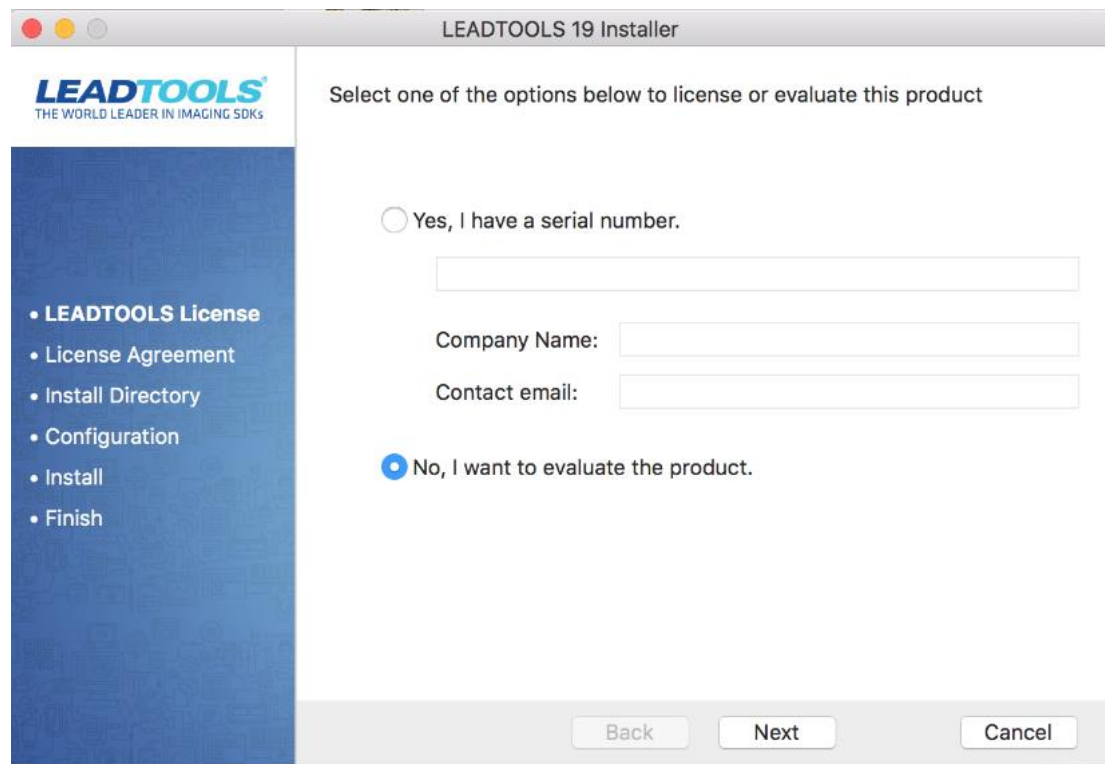 LEADTOOLS 19 Installer
LEADTOOLS®
THE WORLD LEADER IN IMAGING SDKs
Select one of the options below to license or evaluate this product
Yes, I have a serial number.
Company Name:
Contact email:
No, I want to evaluate the product.
• LEADTOOLS License
• License Agreement
• Install Directory
• Configuration
• Install
• Finish
Back Next Cancel